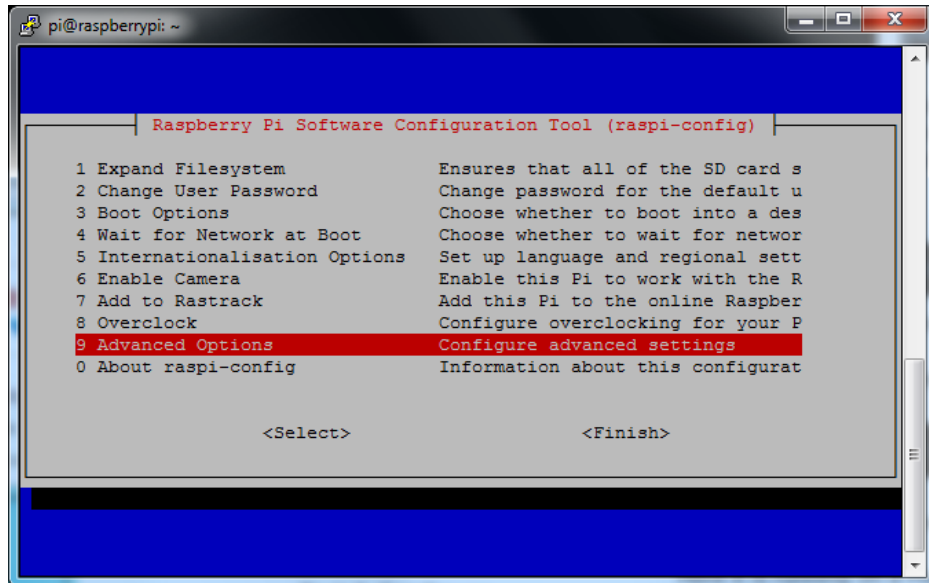 pi@raspberrypi: ~
Raspberry Pi Software Configuration Tool (raspi-config)
1 Expand Filesystem Ensures that all of the SD card s
2 Change User Password Change password for the default u
3 Boot Options Choose whether to boot into a des
4 Wait for Network at Boot Choose whether to wait for networ
5 Internationalisation Options Set up language and regional sett
6 Enable Camera Enable this Pi to work with the R
7 Add to Rastrack Add this Pi to the online Raspber
8 Overclock Configure overclocking for your P
9 Advanced Options Configure advanced settings
0 About raspi-config Information about this configurat
<Select> <Finish>